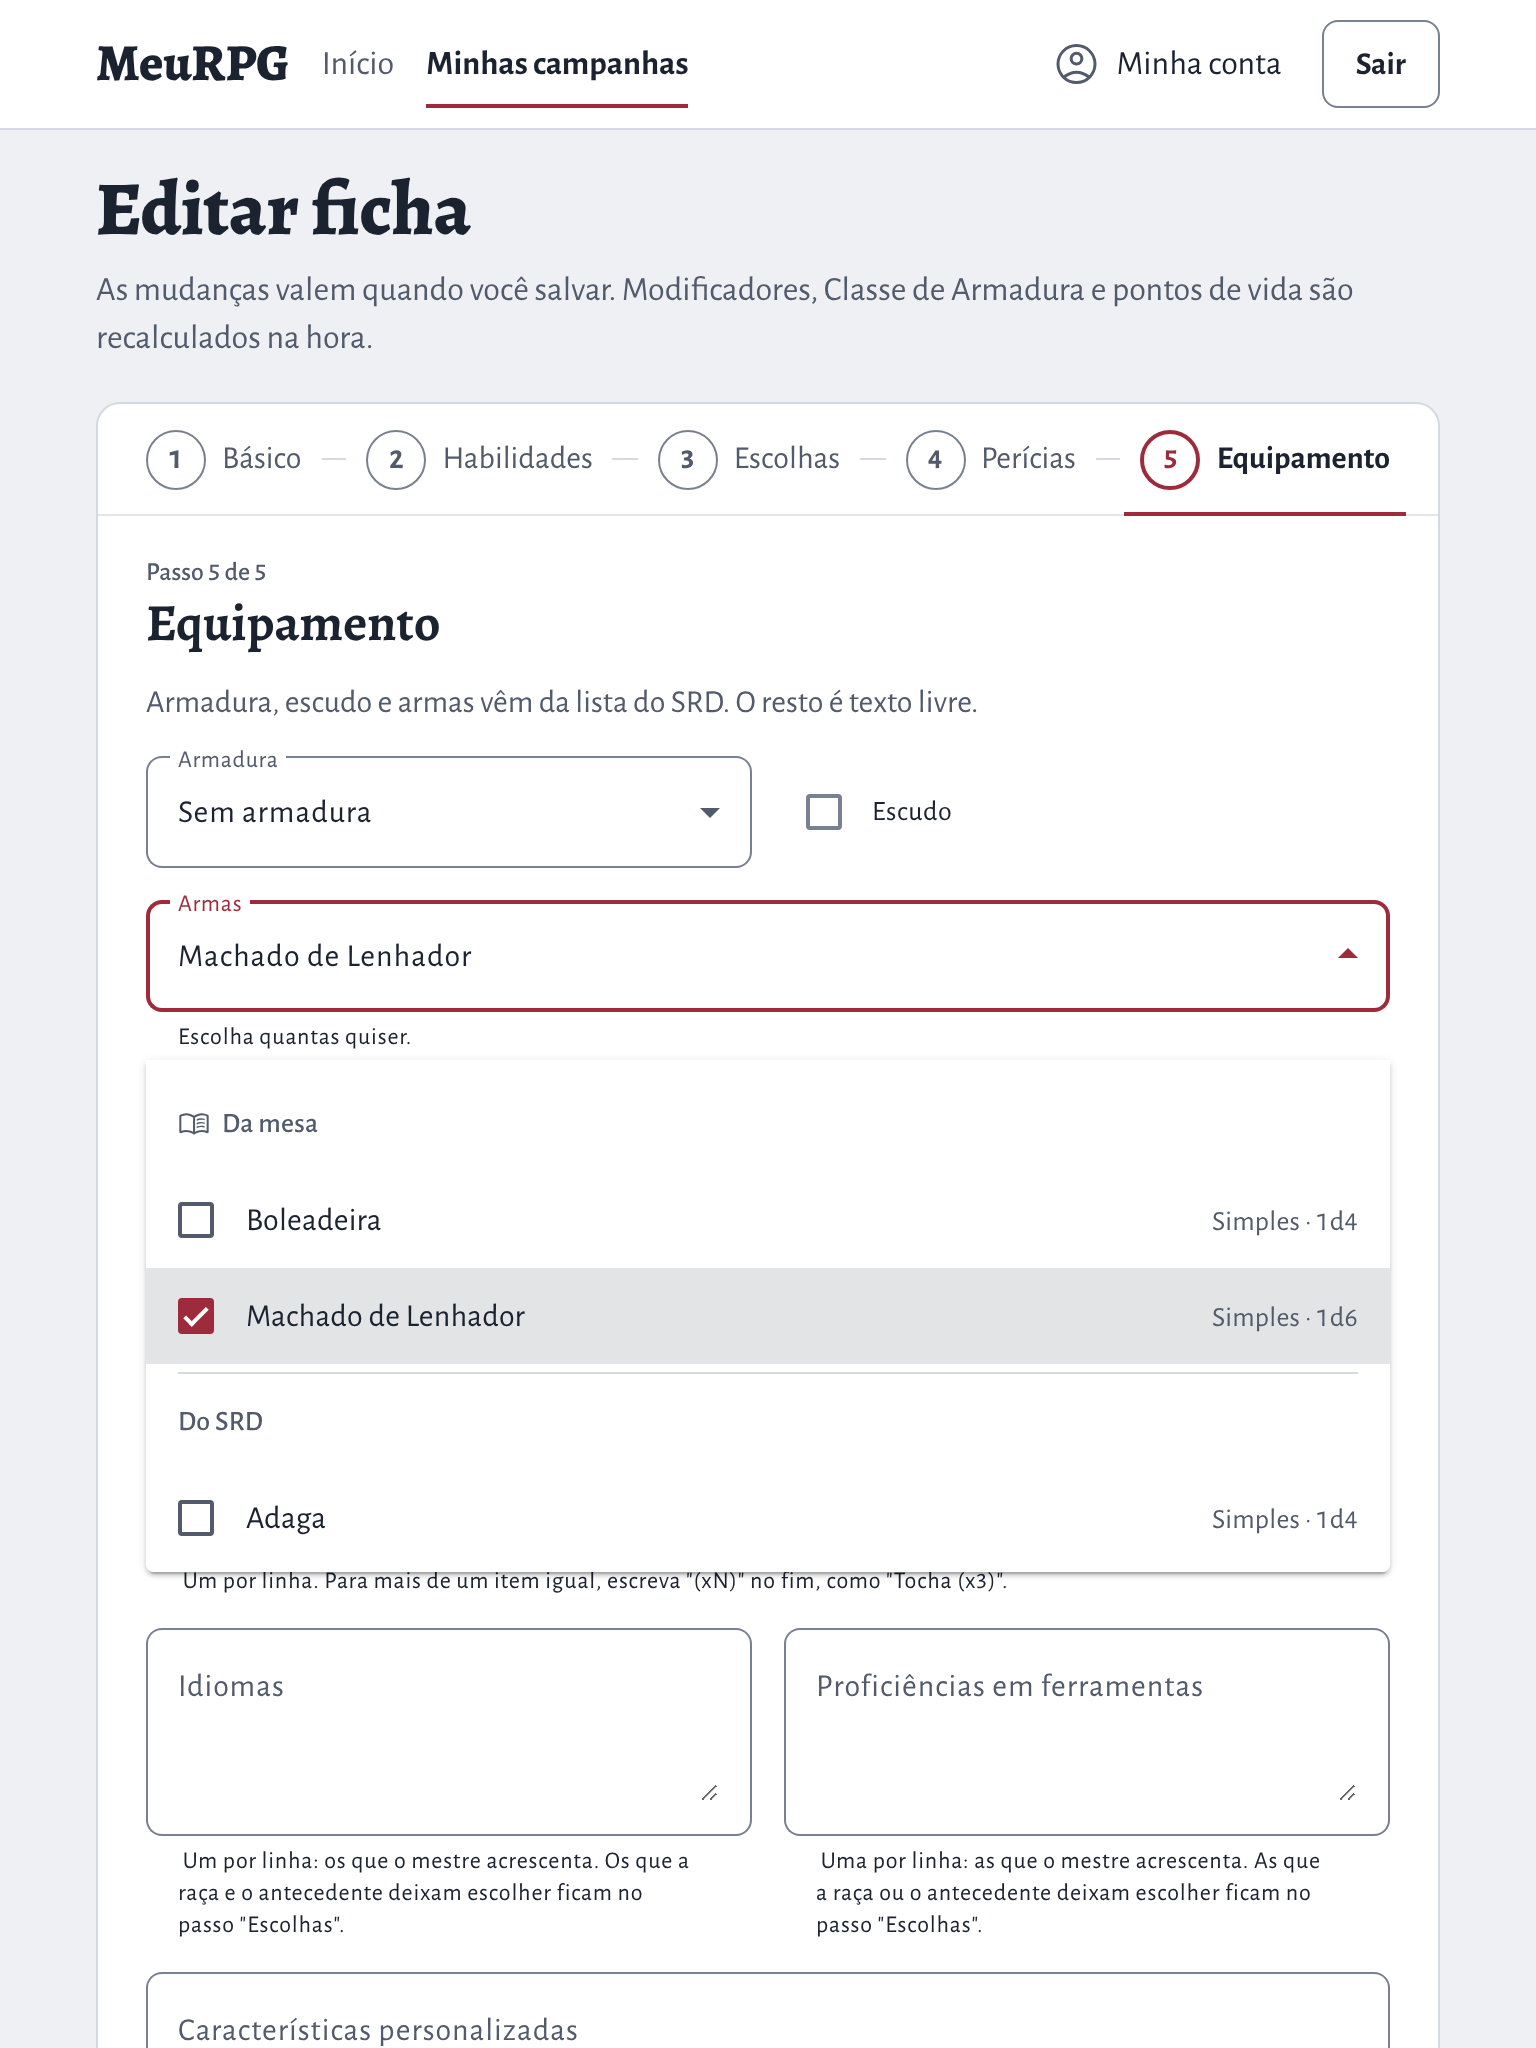 MeuRPG Início Minhas campanhas Minha conta Sair
Editar ficha
As mudanças valem quando você salvar. Modificadores, Classe de Armadura e pontos de vida são
recalculados na hora.
1 Básico 2 Habilidades 3 Escolhas 4 Perícias 5 Equipamento
Passo 5 de 5
Equipamento
Armadura, escudo e armas vêm da lista do SRD. O resto é texto livre.
Armadura
Sem armadura
Escudo
Armas
Machado de Lenhador
Escolha quantas quiser.
Da mesa
Boleadeira Simples · 1d4
Machado de Lenhador Simples · 1d6
Do SRD
Adaga Simples · 1d4
Um por linha. Para mais de um item igual, escreva "(xN)" no fim, como "Tocha (x3)".
Idiomas
Um por linha: os que o mestre acrescenta. Os que a
raça e o antecedente deixam escolher ficam no
passo "Escolhas".
Proficiências em ferramentas
Uma por linha: as que o mestre acrescenta. As que
a raça ou o antecedente deixam escolher ficam no
passo "Escolhas".
Características personalizadas